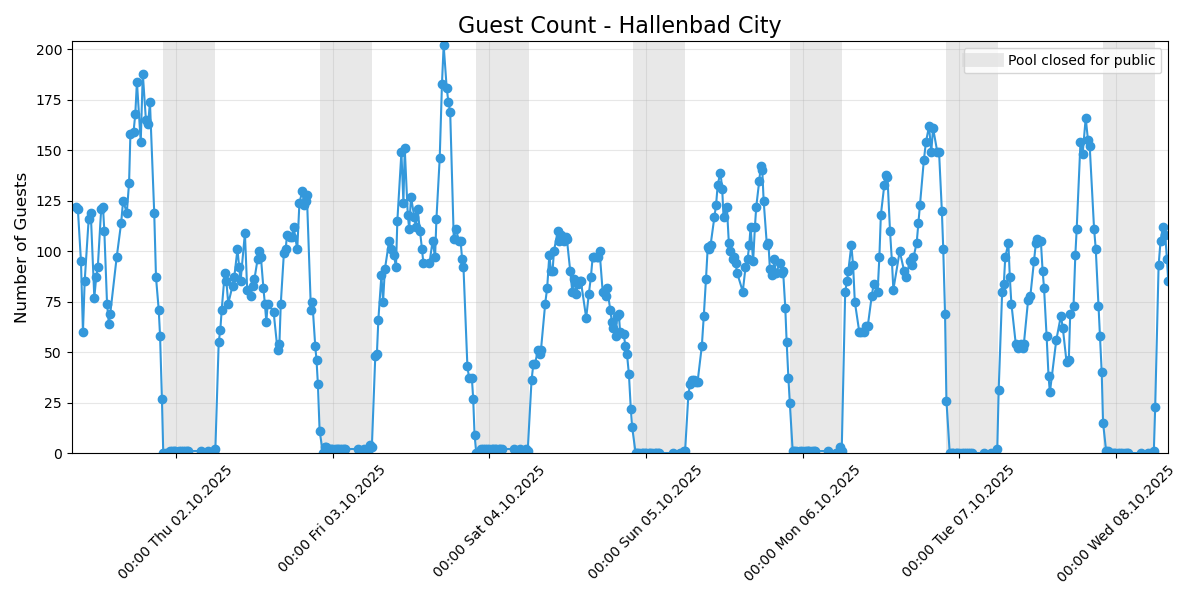 Guest Count - Hallenbad City
Pool closed for public
Number of Guests
200
175
150
125
100
75
50
25
0
00:00 Thu 02.10.2025
00:00 Fri 03.10.2025
00:00 Sat 04.10.2025
00:00 Sun 05.10.2025
00:00 Mon 06.10.2025
00:00 Tue 07.10.2025
00:00 Wed 08.10.2025